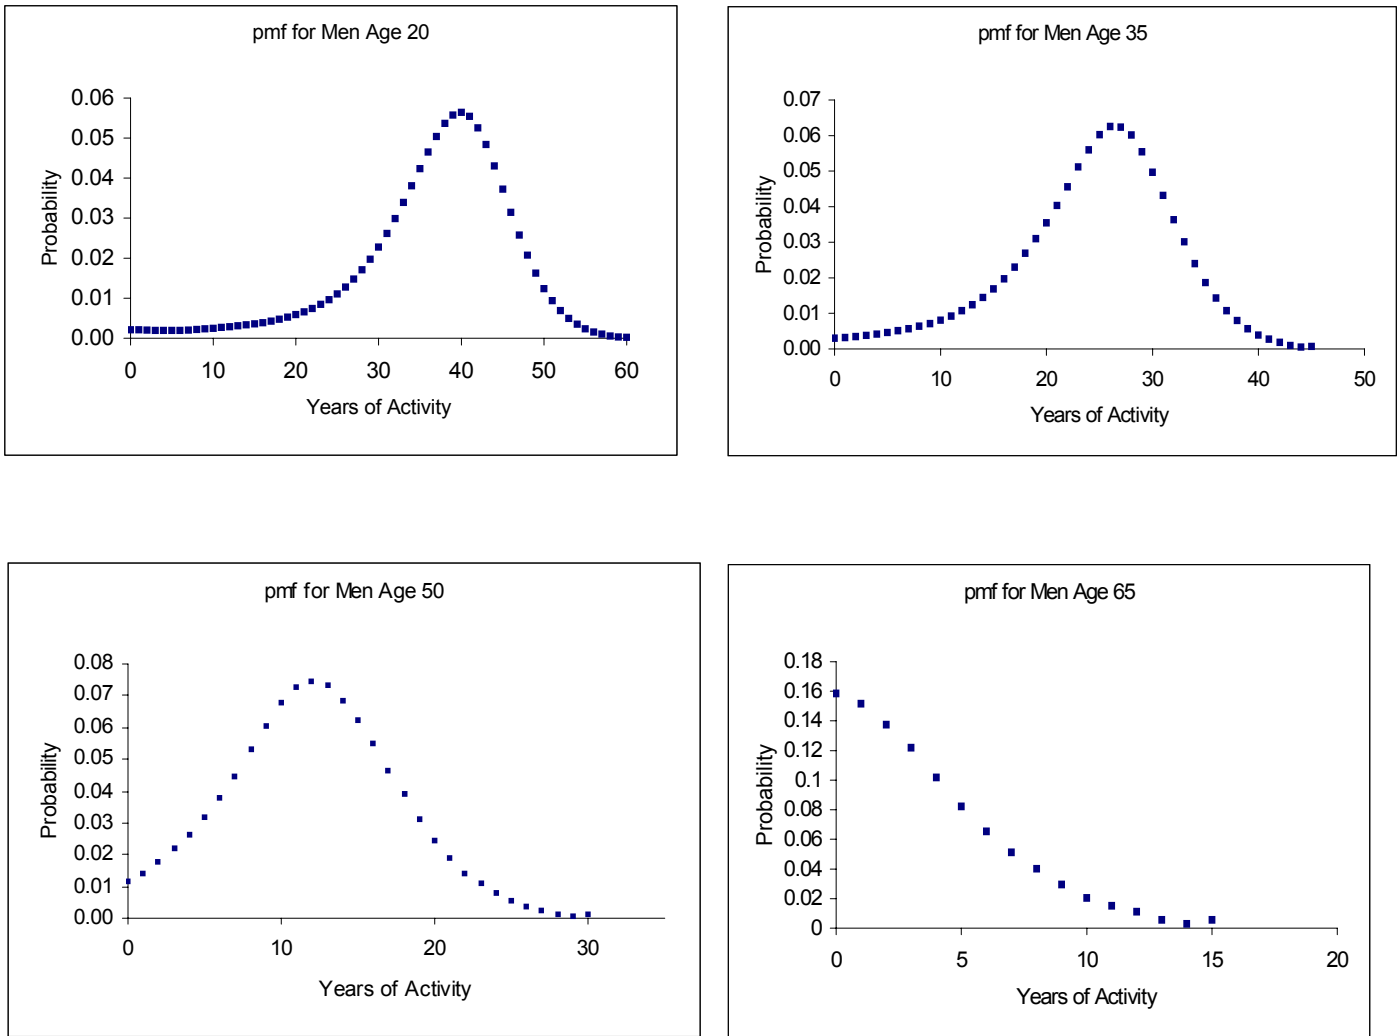 pmf for Men Age 20
0.06
0.05
0.04
0.03
0.02
0.01
0.00
Probability
0 10 20 30 40 50 60
Years of Activity
pmf for Men Age 35
0.07
0.06
0.05
0.04
0.03
0.02
0.01
0.00
Probability
0 10 20 30 40 50
Years of Activity
pmf for Men Age 50
0.08
0.07
0.06
0.05
0.04
0.03
0.02
0.01
0.00
Probability
0 10 20 30
Years of Activity
pmf for Men Age 65
0.18
0.16
0.14
0.12
0.1
0.08
0.06
0.04
0.02
0
Probability
0 5 10 15 20
Years of Activity